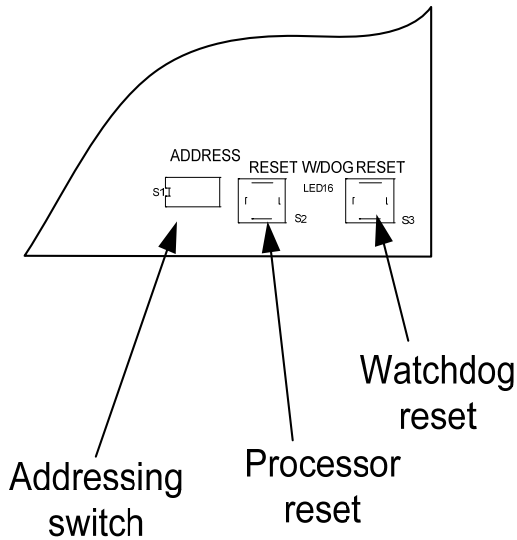 ADDRESS
RESET W/DOG RESET
LED16
S1
S2
S3
Watchdog
reset
Processor
reset
Addressing
switch